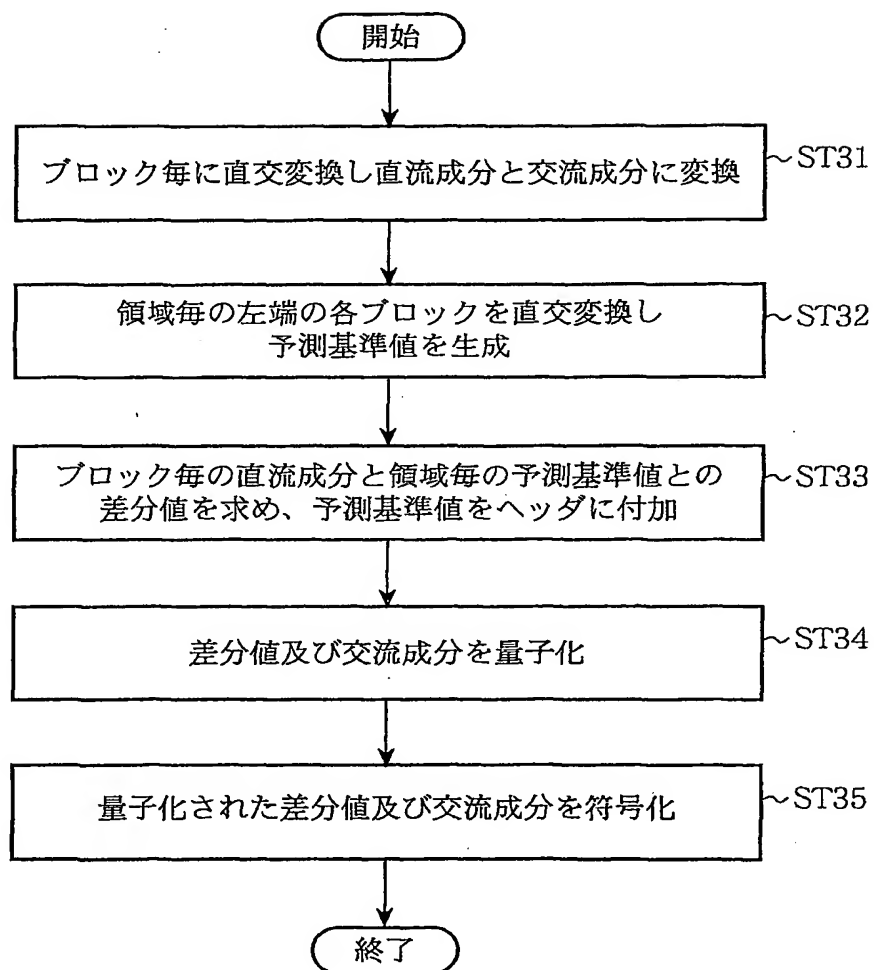 開始
ブロック毎に直交変換し直流成分と交流成分に変換
~ST31
領域毎の左端の各ブロックを直交変換し
予測基準値を生成
~ST32
ブロック毎の直流成分と領域毎の予測基準値との
差分値を求め、予測基準値をヘッダに付加
~ST33
差分値及び交流成分を量子化
~ST34
量子化された差分値及び交流成分を符号化
~ST35
終了